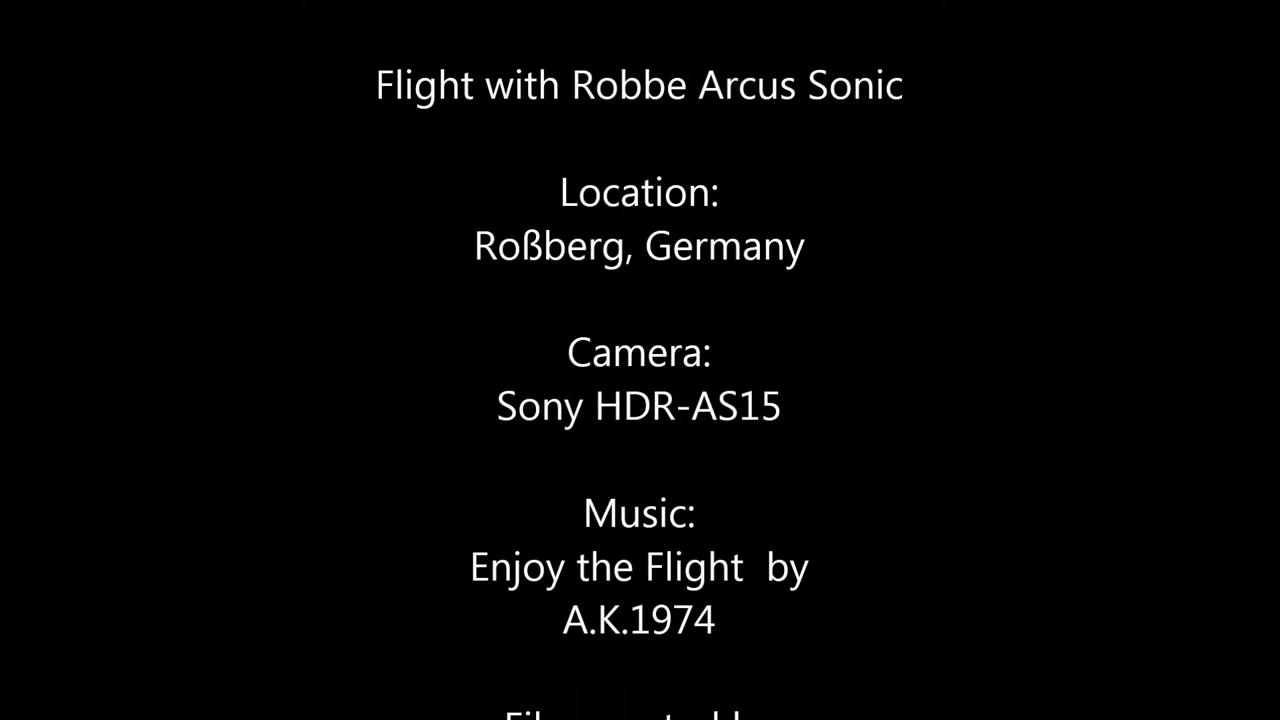 Flight with Robbe Arcus Sonic
Location:
Roßberg, Germany
Camera:
Sony HDR-AS15
Music:
Enjoy the Flight  by
A.K.1974